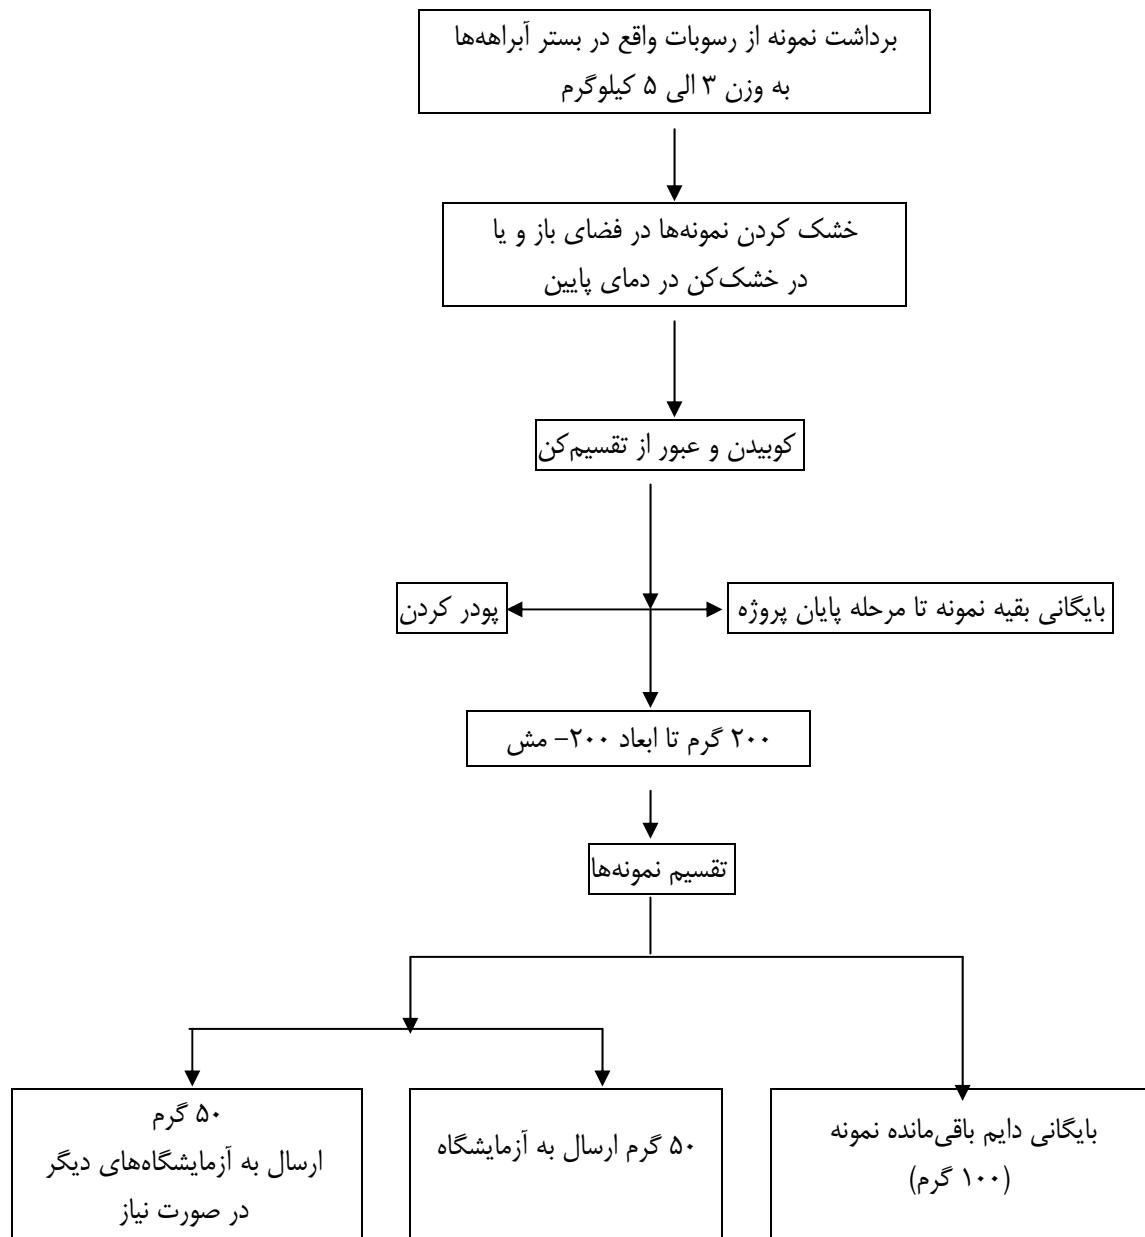 برداشت نمونه از رسوبات واقع در بستر آبراهه‌ها
به وزن ۳ الی ۵ کیلوگرم
خشک کردن نمونه‌ها در فضای باز و یا
در خشک‌کن در دمای پایین
کوبیدن و عبور از تقسیم‌کن
بایگانی بقیه نمونه تا مرحله پایان پروژه
پودر کردن
۲۰۰ گرم تا ابعاد ۲۰۰- مش
تقسیم نمونه‌ها
بایگانی دایم باقی‌مانده نمونه
(۱۰۰ گرم)
۵۰ گرم ارسال به آزمایشگاه
۵۰ گرم
ارسال به آزمایشگاه‌های دیگر
در صورت نیاز